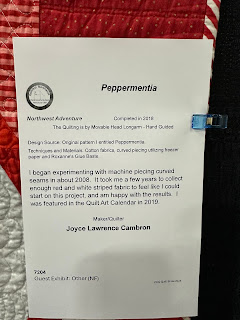 Peppermentia
Northwest Adventure Completed in 2018
The Quilting is by Movable Head Longarm - Hand Guided
Design Source: Original pattern I entitled Peppermentia.
Techniques and Materials: Cotton fabrics, curved piecing utilizing freezer
paper and Roxanne's Glue Baste.
I began experimenting with machine piecing curved
seams in about 2008. It took me a few years to collect
enough red and white striped fabric to feel like I could
start on this project, and am happy with the results. I
was featured in the Quilt Art Calendar in 2019.
Maker/Quilter
Joyce Lawrence Cambron
7204
Guest Exhibit: Other (NF)